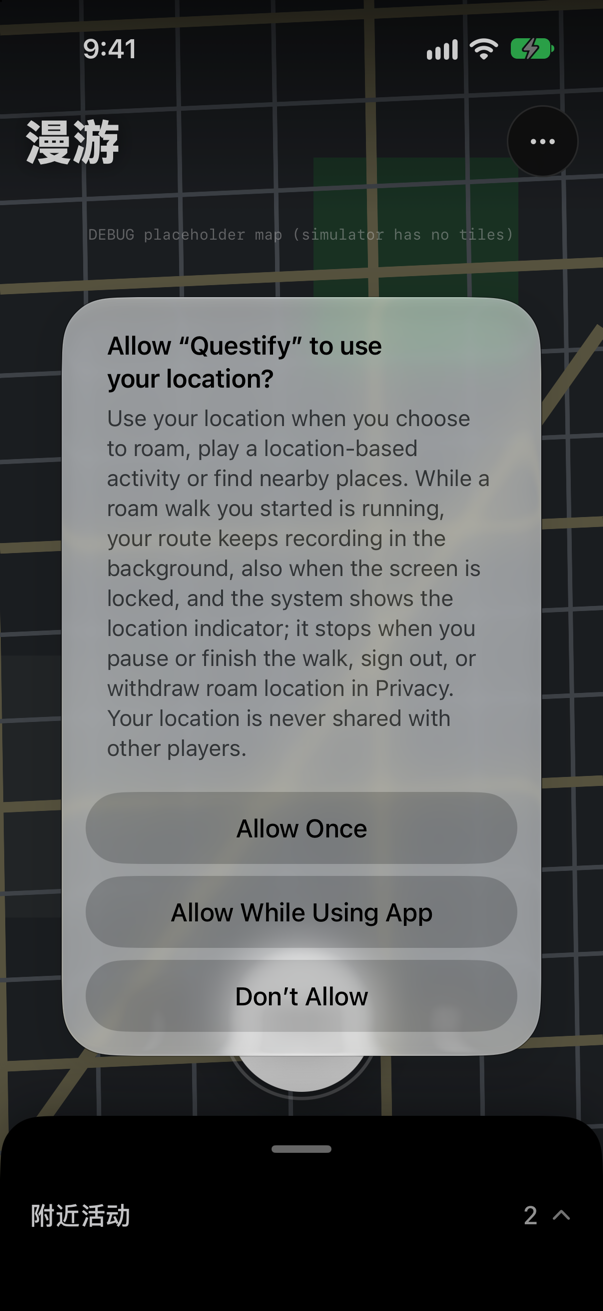 9:41
漫游
...
DEBUG placeholder map (simulator has no tiles)
Allow “Questify” to use
your location?
Use your location when you choose
to roam, play a location-based
activity or find nearby places. While a
roam walk you started is running,
your route keeps recording in the
background, also when the screen is
locked, and the system shows the
location indicator; it stops when you
pause or finish the walk, sign out, or
withdraw roam location in Privacy.
Your location is never shared with
other players.
Allow Once
Allow While Using App
Don’t Allow
附近活动 2